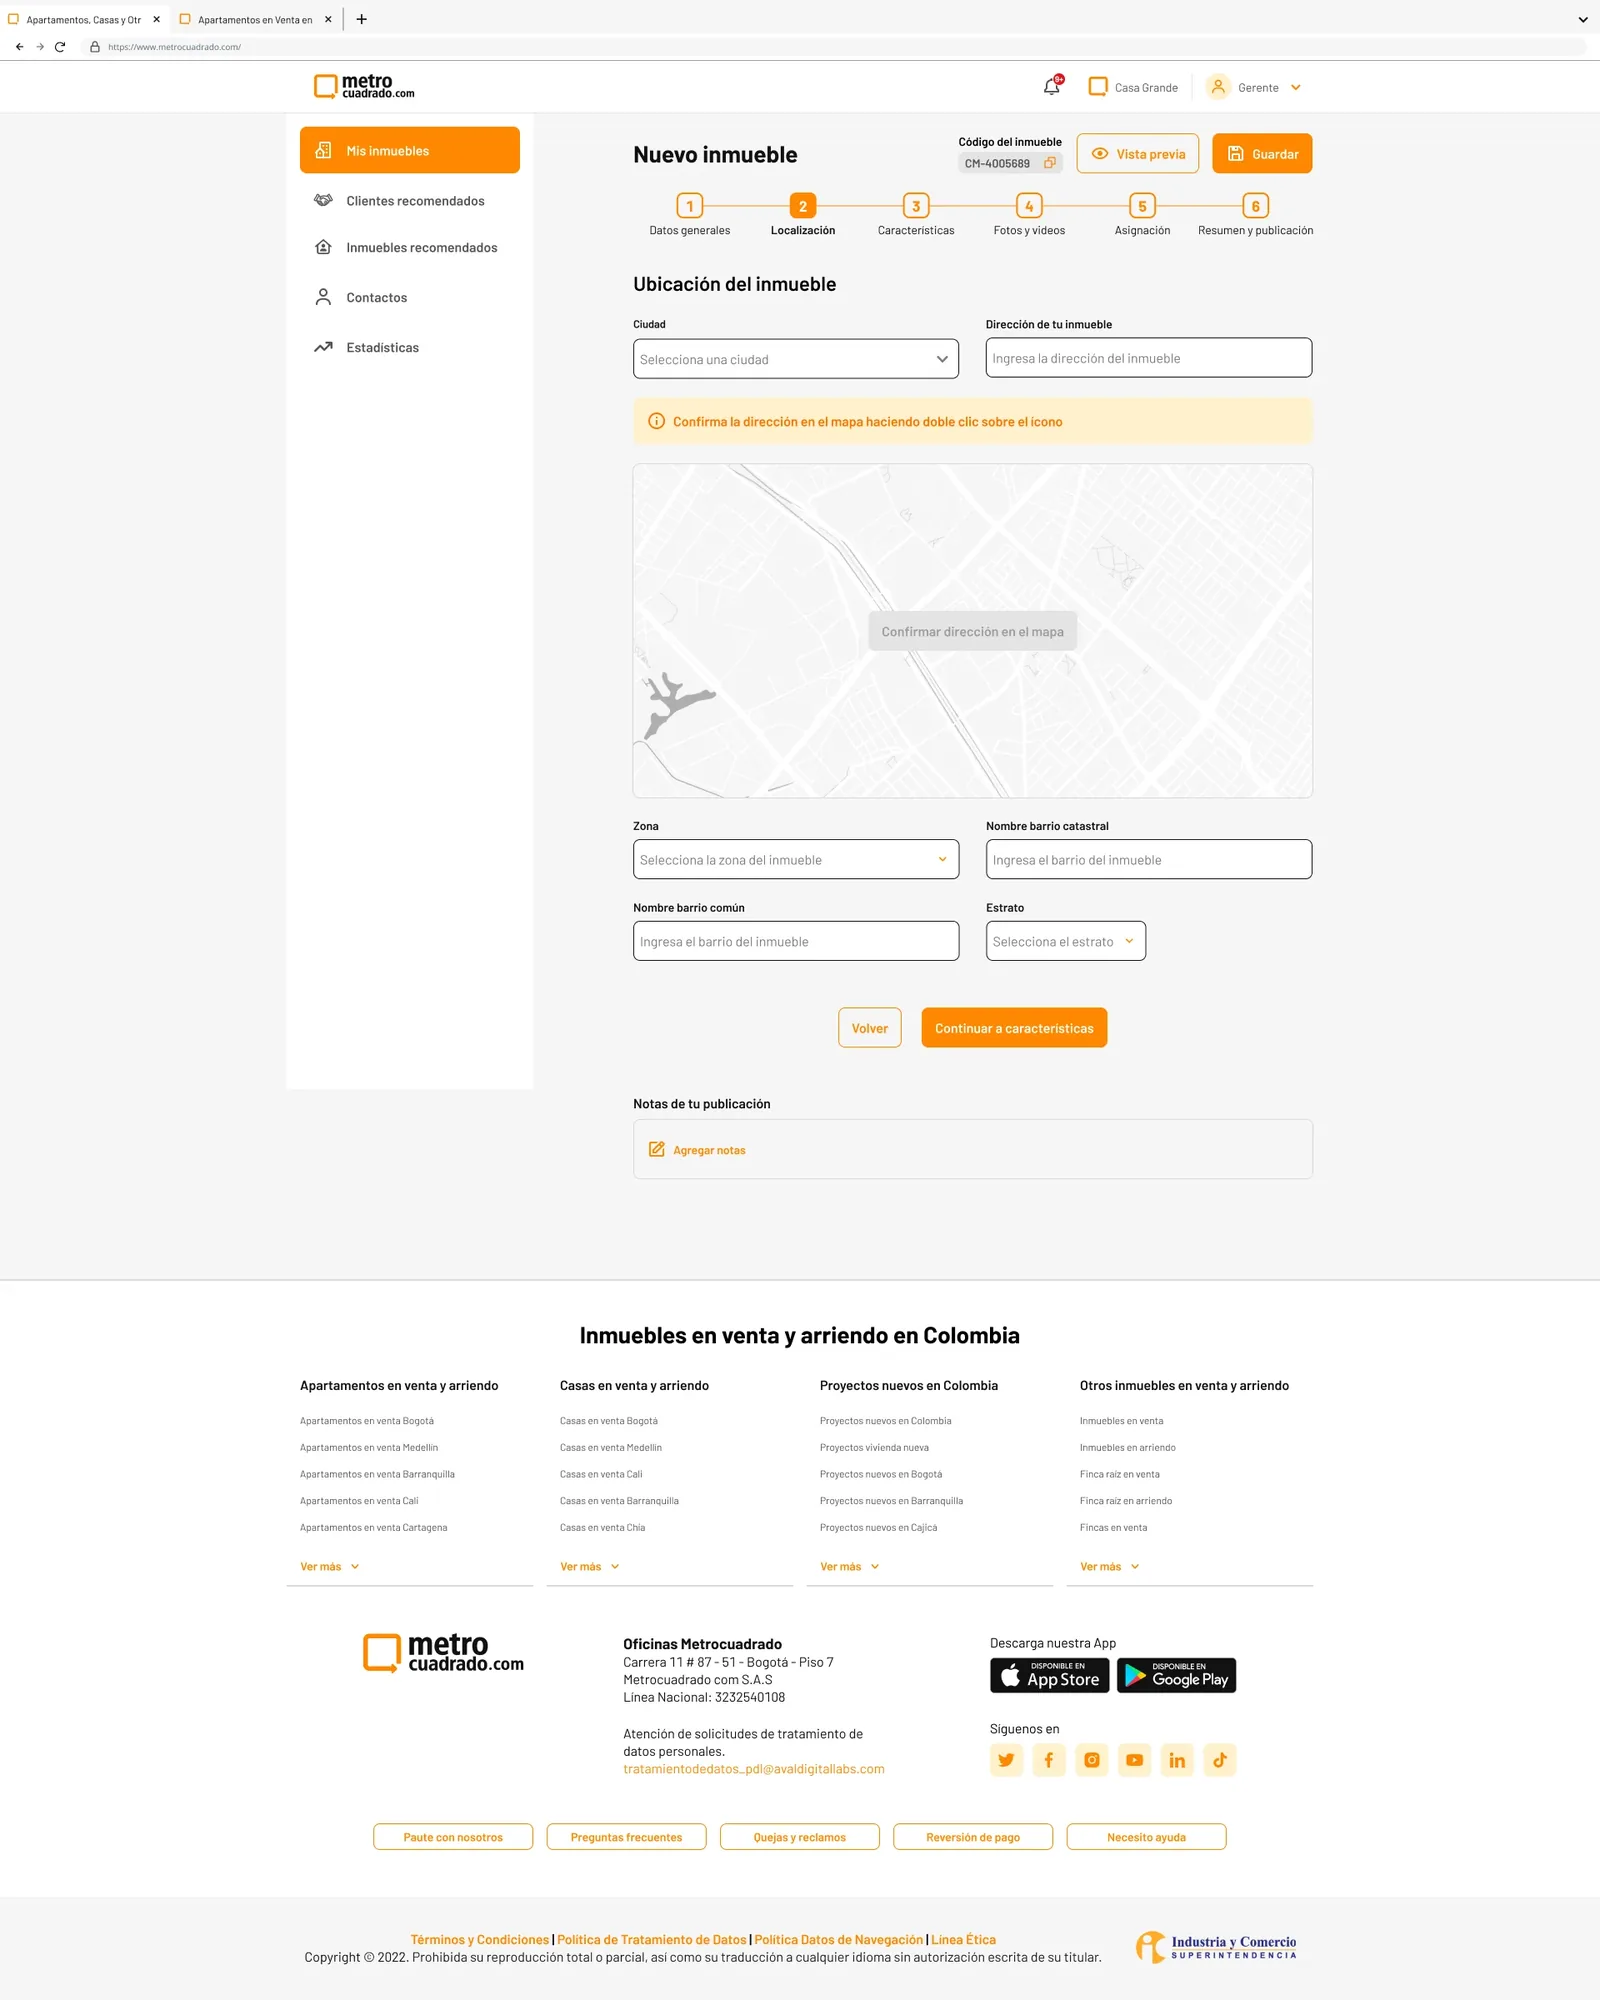 Apartamentos, Casas y Otr
Apartamentos en Venta en
https://www.metrocuadrado.com/
metro
cuadrado.com
9+
Casa Grande
Gerente
Mis inmuebles
Clientes recomendados
Inmuebles recomendados
Contactos
Estadísticas
Nuevo inmueble
Código del inmueble
CM-4005689
Vista previa
Guardar
1
2
3
4
5
6
Datos generales
Localización
Características
Fotos y videos
Asignación
Resumen y publicación
Ubicación del inmueble
Ciudad
Dirección de tu inmueble
Selecciona una ciudad
Ingresa la dirección del inmueble
Confirma la dirección en el mapa haciendo doble clic sobre el ícono
Confirmar dirección en el mapa
Zona
Nombre barrio catastral
Selecciona la zona del inmueble
Ingresa el barrio del inmueble
Nombre barrio común
Estrato
Ingresa el barrio del inmueble
Selecciona el estrato
Volver
Continuar a características
Notas de tu publicación
Agregar notas
Inmuebles en venta y arriendo en Colombia
Apartamentos en venta y arriendo
Apartamentos en venta Bogotá
Apartamentos en venta Medellín
Apartamentos en venta Barranquilla
Apartamentos en venta Cali
Apartamentos en venta Cartagena
Ver más
Casas en venta y arriendo
Casas en venta Bogotá
Casas en venta Medellín
Casas en venta Cali
Casas en venta Barranquilla
Casas en venta Chía
Ver más
Proyectos nuevos en Colombia
Proyectos nuevos en Colombia
Proyectos vivienda nueva
Proyectos nuevos en Bogotá
Proyectos nuevos en Barranquilla
Proyectos nuevos en Cajicá
Ver más
Otros inmuebles en venta y arriendo
Inmuebles en venta
Inmuebles en arriendo
Finca raíz en venta
Finca raíz en arriendo
Fincas en venta
Ver más
metro
cuadrado.com
Oficinas Metrocuadrado
Carrera 11 # 87 - 51 - Bogotá - Piso 7
Metrocuadrado com S.A.S
Línea Nacional: 3232540108
Atención de solicitudes de tratamiento de
datos personales.
tratamientodedatos_pdl@avaldigitallabs.com
Descarga nuestra App
DISPONIBLE EN
App Store
DISPONIBLE EN
Google Play
Síguenos en
Paute con nosotros
Preguntas frecuentes
Quejas y reclamos
Reversión de pago
Necesito ayuda
Términos y Condiciones | Política de Tratamiento de Datos | Política Datos de Navegación | Línea Ética
Copyright © 2022. Prohibida su reproducción total o parcial, así como su traducción a cualquier idioma sin autorización escrita de su titular.
Industria y Comercio
SUPERINTENDENCIA